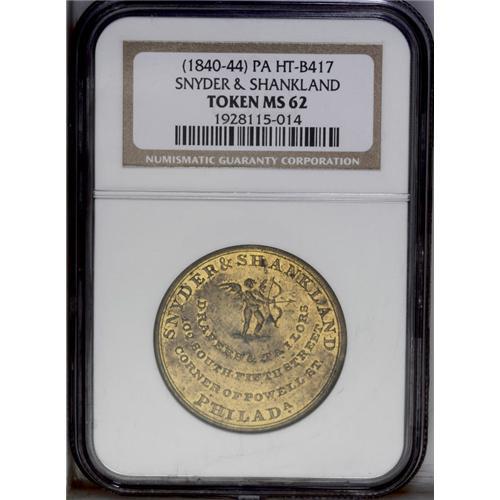 (1840-44) PA HT-B417
SNYDER & SHANKLAND
TOKEN MS 62
1928115-014
NUMISMATIC GUARANTY CORPORATION
SNYDER & SHANKLAND
DRAPERS & TAILORS
100 SOUTH FIFTH STREET
CORNER OF POWELL ST.
PHILADA